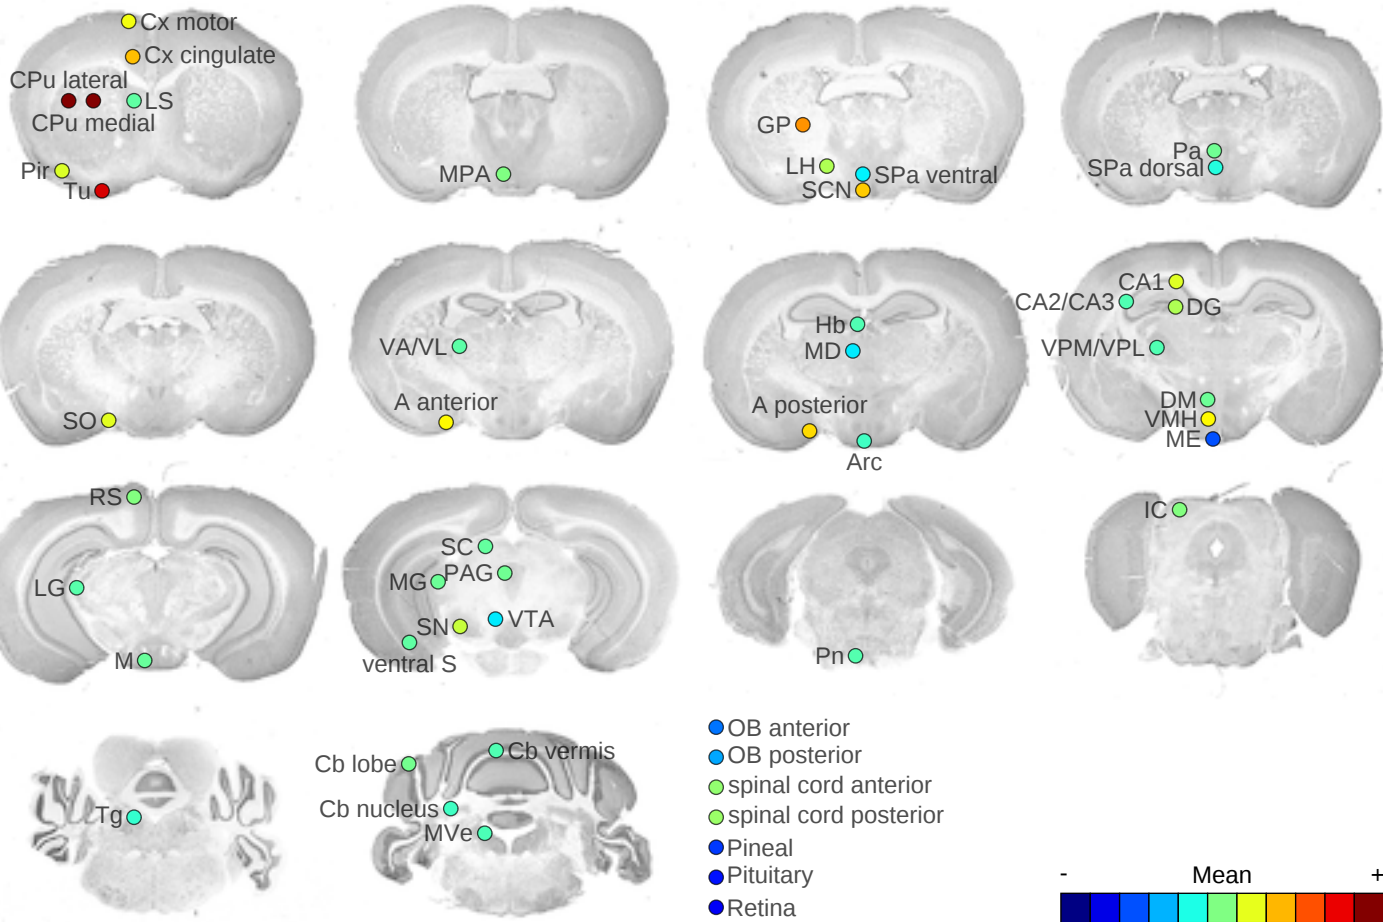 Cx motor
Cx cingulate
CPu lateral
LS
CPu medial
Pir
Tu
MPA
GP
LH
SPa ventral
SCN
Pa
SPa dorsal
SO
VA/VL
A anterior
Hb
MD
A posterior
Arc
CA1
CA2/CA3
DG
VPM/VPL
DM
VMH
ME
RS
LG
M
SC
PAG
MG
SN
VTA
ventral S
Pn
IC
Tg
Cb lobe
Cb vermis
Cb nucleus
MVe
OB anterior
OB posterior
spinal cord anterior
spinal cord posterior
Pineal
Pituitary
Retina
- Mean +